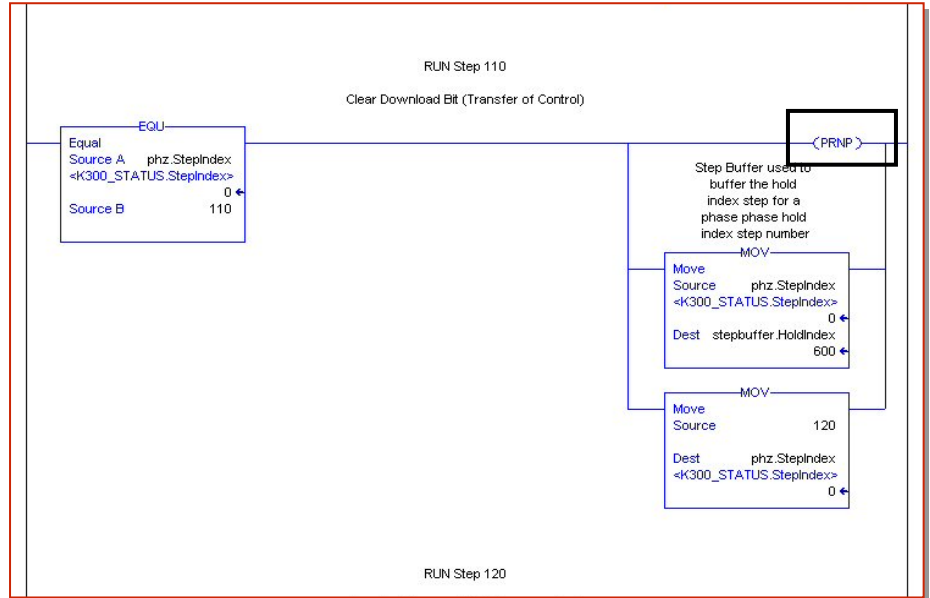 RUN Step 110
Clear Download Bit (Transfer of Control)
EQU
Equal
Source A phz.StepIndex
<K300_STATUS.StepIndex>
0
Source B 110
PRNP
Step Buffer used to
buffer the hold
index step for a
phase phase hold
index step number
MOV
Move
Source phz.StepIndex
<K300_STATUS.StepIndex>
0
Dest stepbuffer.HoldIndex
600
MOV
Move
Source 120
Dest phz.StepIndex
<K300_STATUS.StepIndex>
0
RUN Step 120